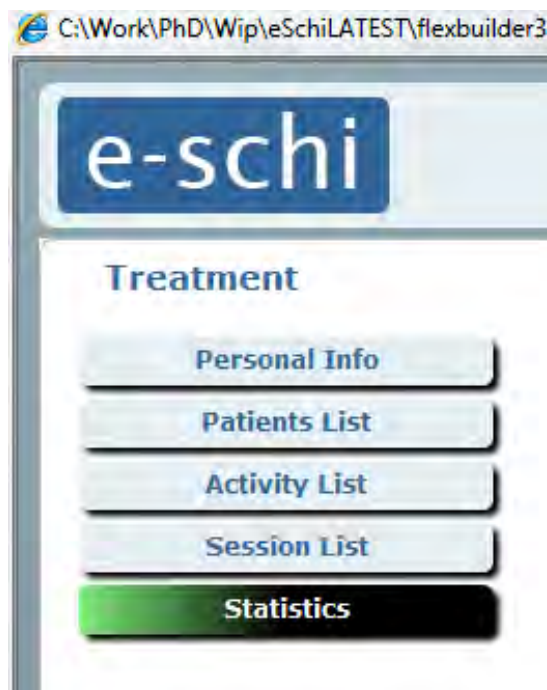 C:\Work\PhD\Wip\eSchiLATEST\flexbuilder3
e-schi
Treatment
Personal Info
Patients List
Activity List
Session List
Statistics